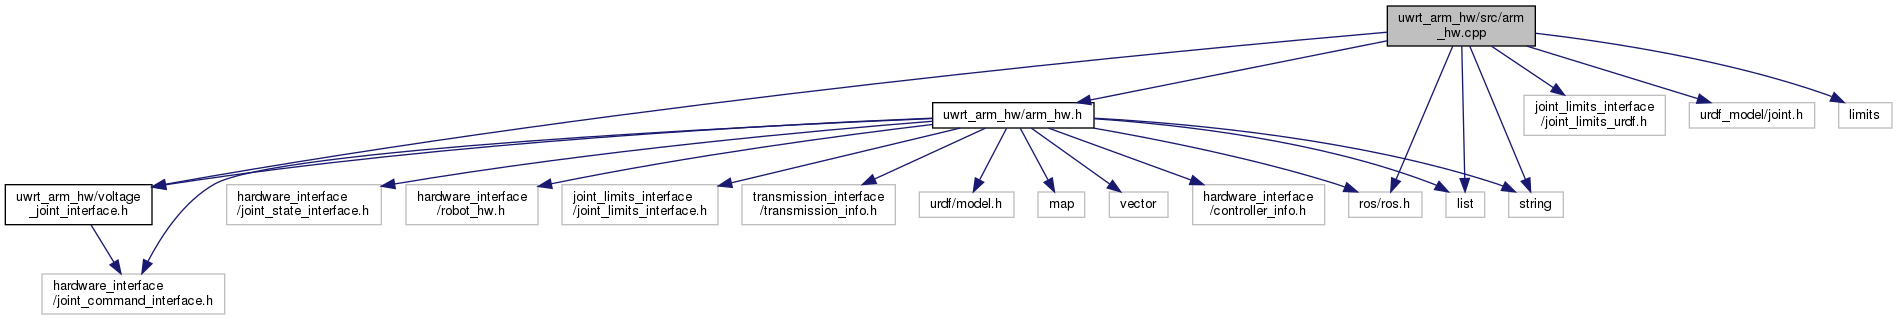 uwrt_arm_hw/src/arm
_hw.cpp
uwrt_arm_hw/arm_hw.h
joint_limits_interface
/joint_limits_urdf.h
urdf_model/joint.h
limits
uwrt_arm_hw/voltage
_joint_interface.h
hardware_interface
/joint_state_interface.h
hardware_interface
/robot_hw.h
joint_limits_interface
/joint_limits_interface.h
transmission_interface
/transmission_info.h
urdf/model.h
map
vector
hardware_interface
/controller_info.h
ros/ros.h
list
string
hardware_interface
/joint_command_interface.h